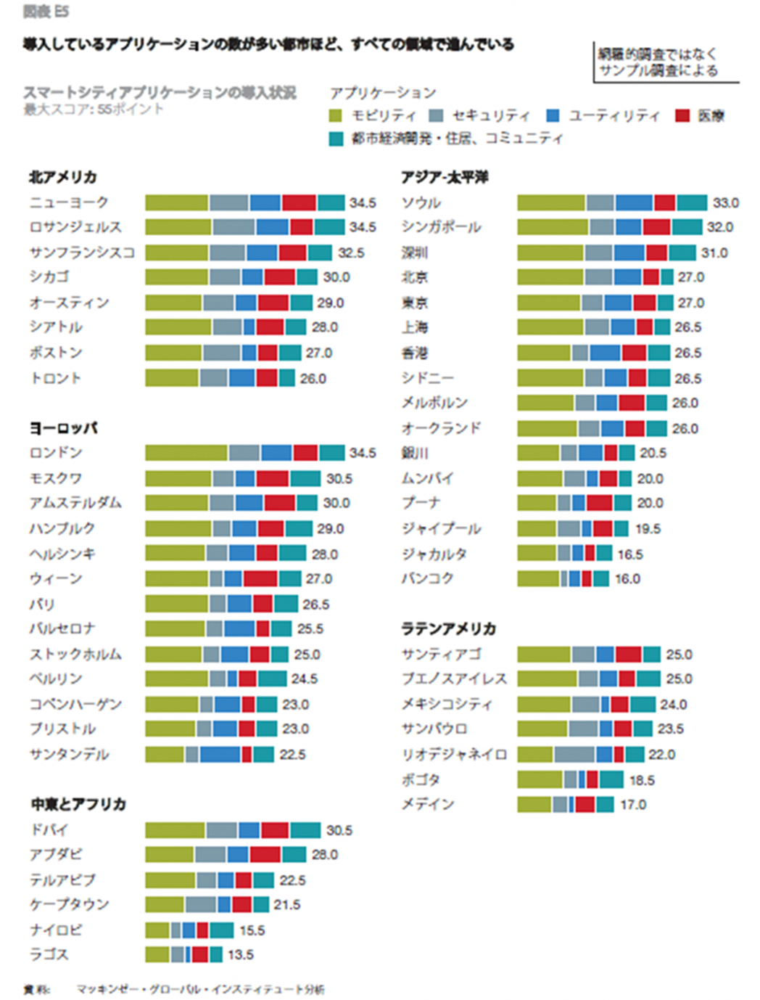 図表 E5
導入しているアプリケーションの数が多い都市ほど、すべての領域で進んでいる
網羅的調査ではなく
サンプル調査による
スマートシティアプリケーションの導入状況
最大スコア: 55ポイント
アプリケーション
モビリティ セキュリティ ユーティリティ 医療
都市経済開発・住居、コミュニティ
北アメリカ
ニューヨーク 34.5
ロサンジェルス 34.5
サンフランシスコ 32.5
シカゴ 30.0
オースティン 29.0
シアトル 28.0
ボストン 27.0
トロント 26.0
ヨーロッパ
ロンドン 34.5
モスクワ 30.5
アムステルダム 30.0
ハンブルク 29.0
ヘルシンキ 28.0
ウィーン 27.0
パリ 26.5
バルセロナ 25.5
ストックホルム 25.0
ベルリン 24.5
コペンハーゲン 23.0
ブリストル 23.0
サンタンデル 22.5
中東とアフリカ
ドバイ 30.5
アブダビ 28.0
テルアビブ 22.5
ケープタウン 21.5
ナイロビ 15.5
ラゴス 13.5
アジア-太平洋
ソウル 33.0
シンガポール 32.0
深圳 31.0
北京 27.0
東京 27.0
上海 26.5
香港 26.5
シドニー 26.5
メルボルン 26.0
オークランド 26.0
銀川 20.5
ムンバイ 20.0
プーナ 20.0
ジャイプール 19.5
ジャカルタ 16.5
バンコク 16.0
ラテンアメリカ
サンティアゴ 25.0
ブエノスアイレス 25.0
メキシコシティ 24.0
サンパウロ 23.5
リオデジャネイロ 22.0
ボゴタ 18.5
メデイン 17.0
資料: マッキンゼー・グローバル・インスティテュート分析